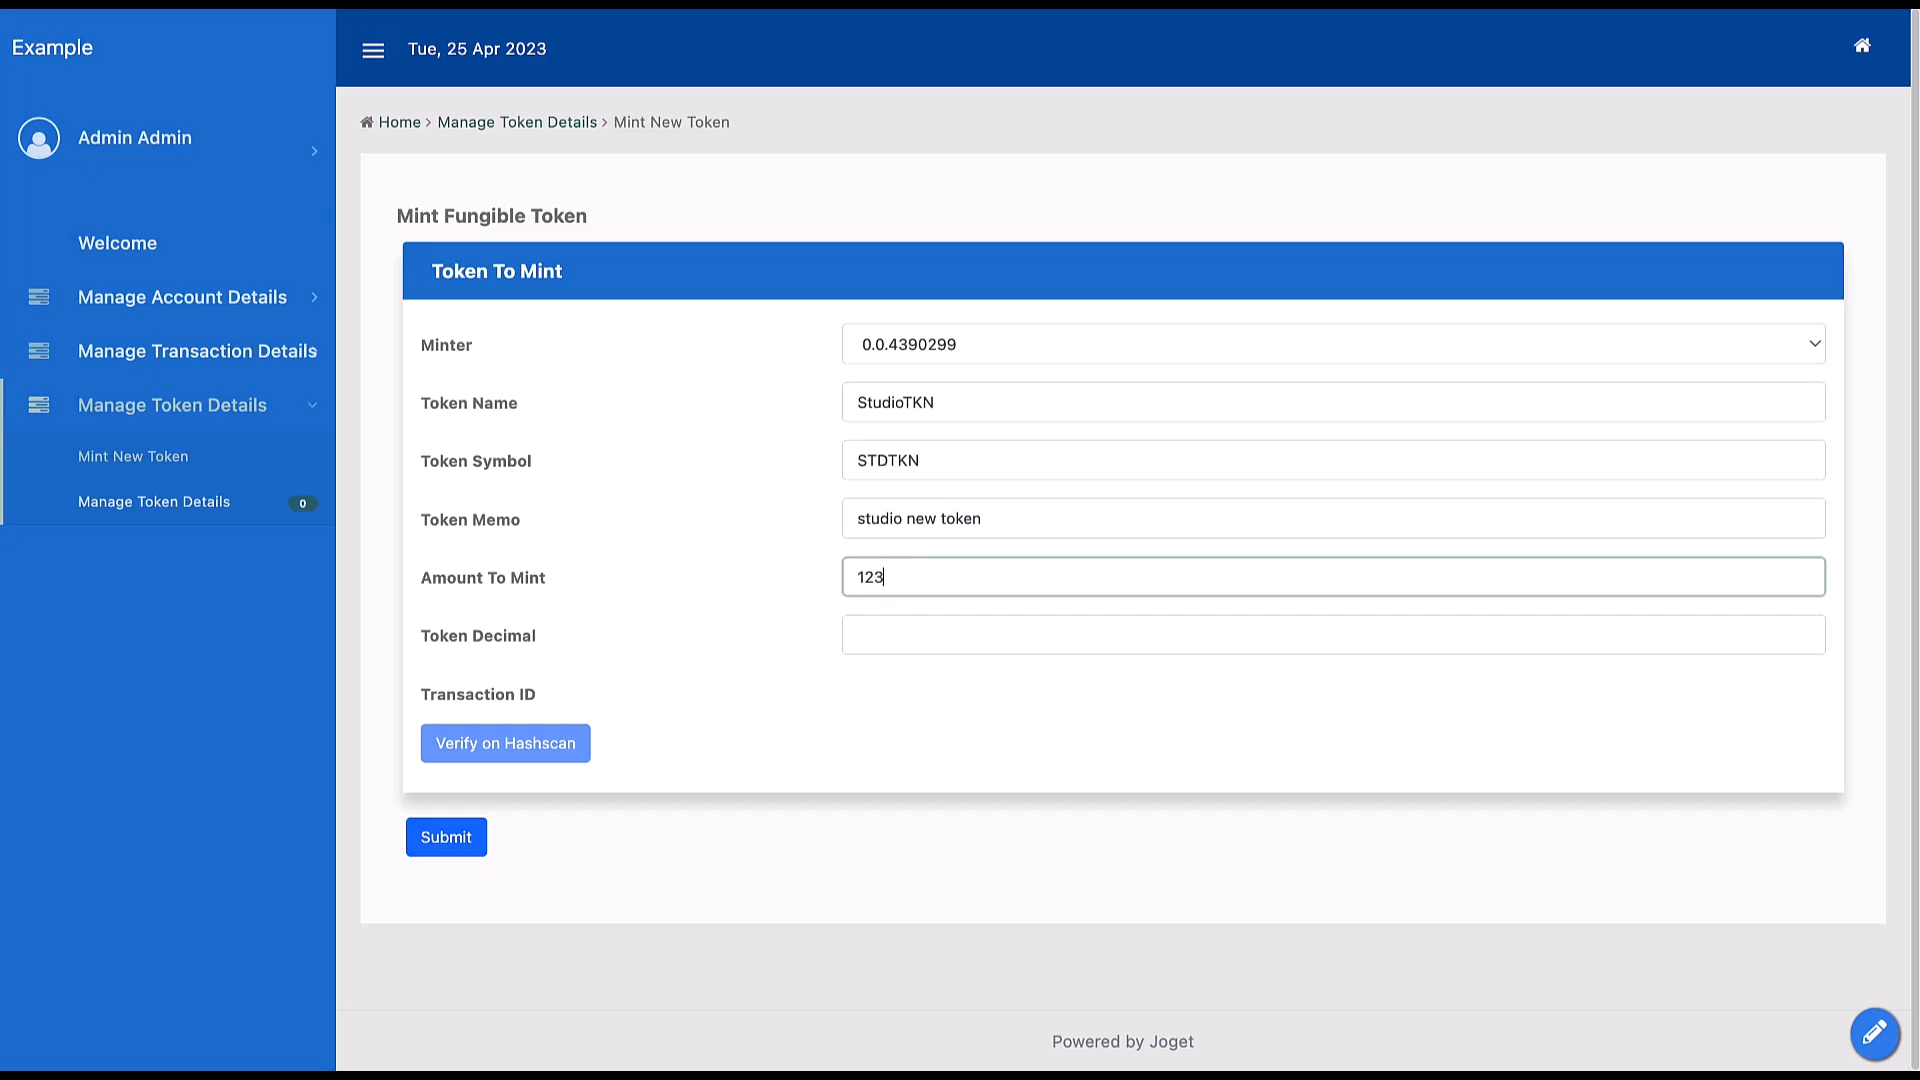 Example
Tue, 25 Apr 2023
Admin Admin
Welcome
Manage Account Details
Manage Transaction Details
Manage Token Details
Mint New Token
Manage Token Details 0
Home > Manage Token Details > Mint New Token
Mint Fungible Token
Token To Mint
Minter 0.0.4390299
Token Name StudioTKN
Token Symbol STDTKN
Token Memo studio new token
Amount To Mint 123
Token Decimal
Transaction ID
Verify on Hashscan
Submit
Powered by Joget